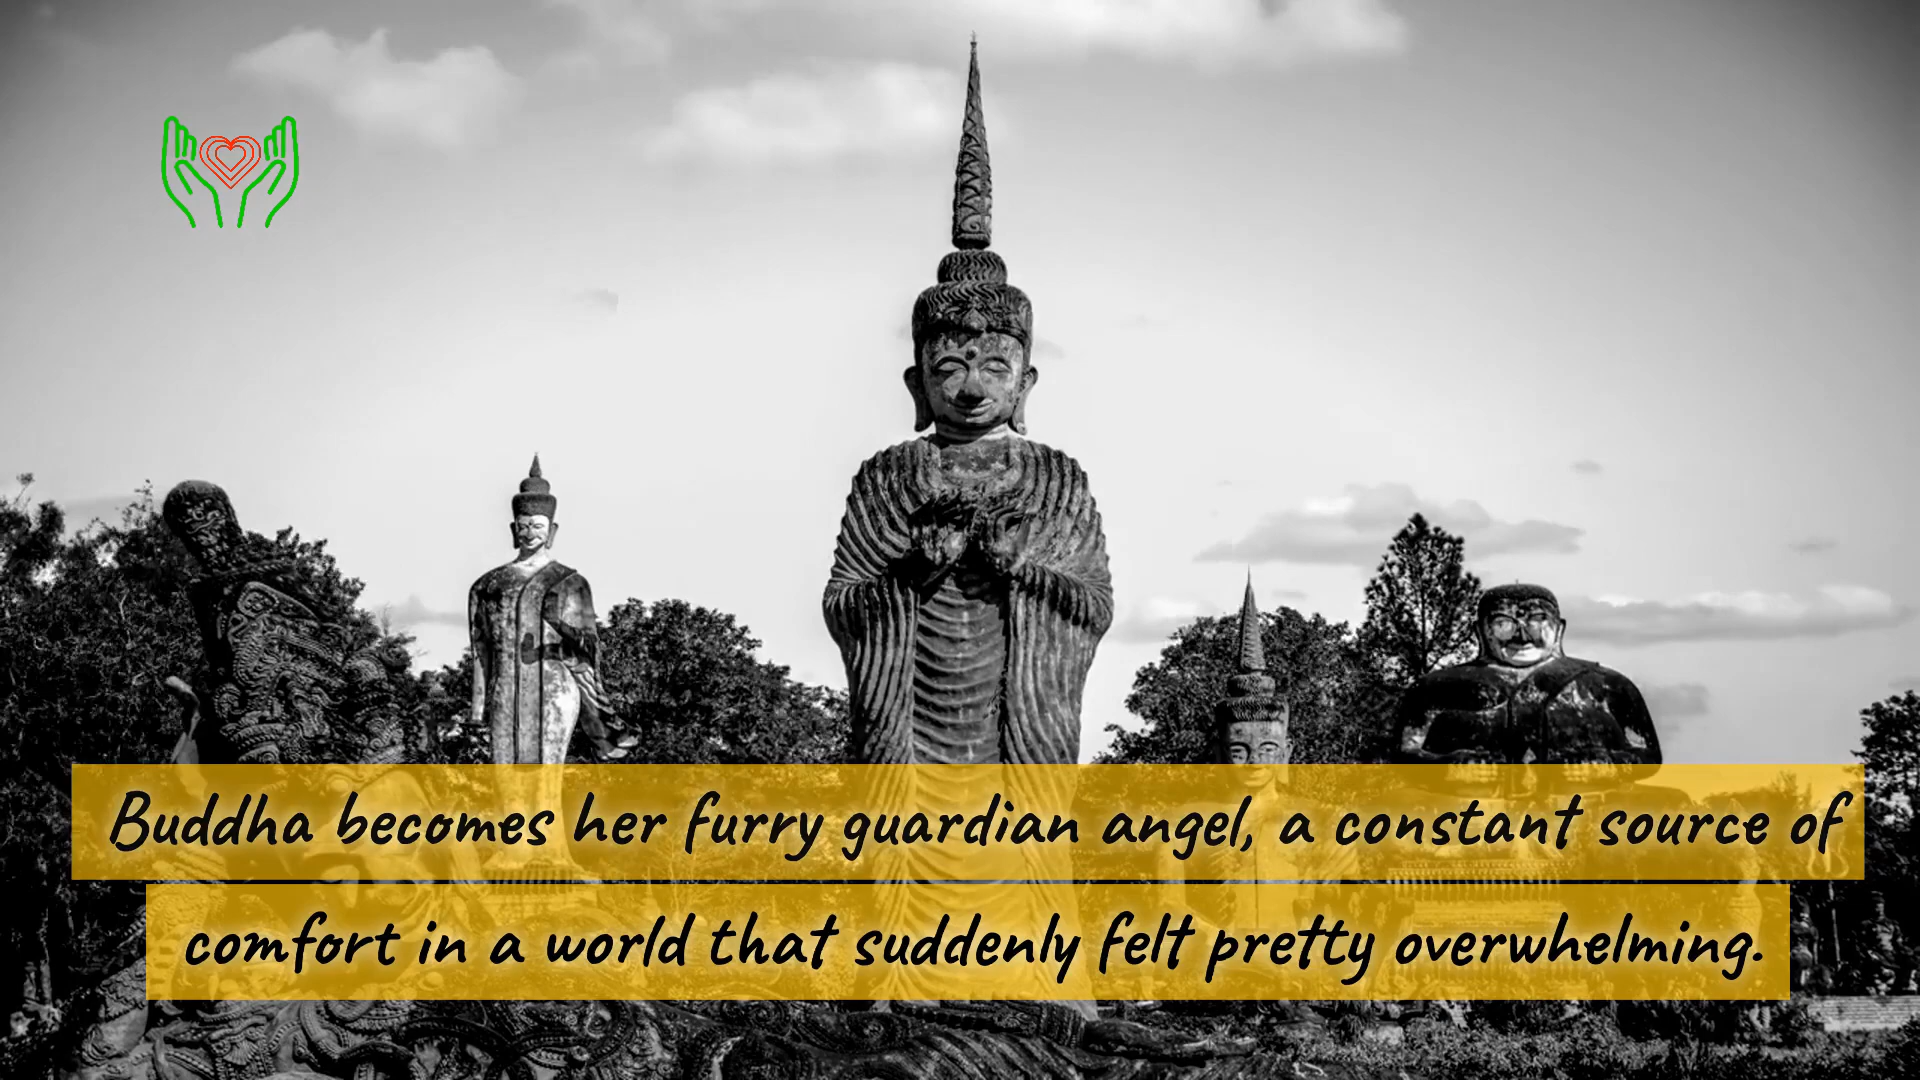 Buddha becomes her furry guardian angel, a constant source of
comfort in a world that suddenly felt pretty overwhelming.